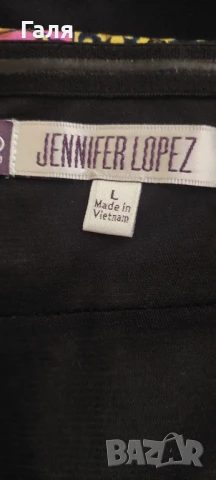 Галя
JENNIFER LOPEZ
L
Made in
Vietnam
BAZAR